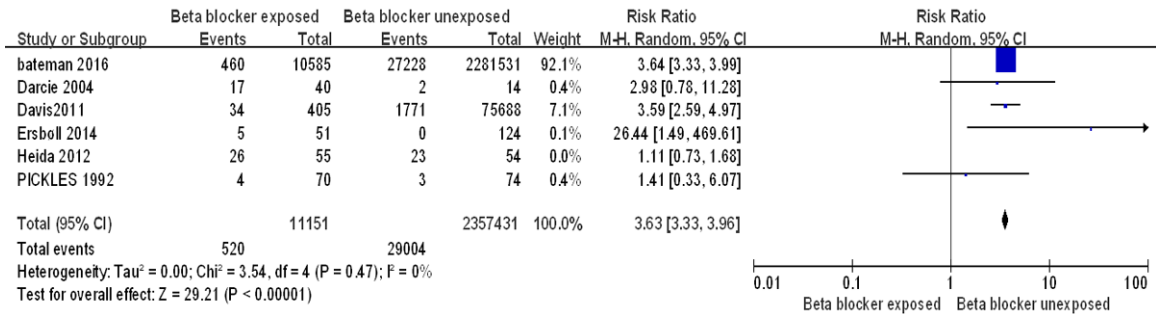 Beta blocker exposed Beta blocker unexposed Risk Ratio Risk Ratio
Study or Subgroup Events Total Events Total Weight M-H, Random, 95% CI M-H, Random, 95% CI
bateman 2016 460 10585 27228 2281531 92.1% 3.64 [3.33, 3.99]
Darcie 2004 17 40 2 14 0.4% 2.98 [0.78, 11.28]
Davis2011 34 405 1771 75688 7.1% 3.59 [2.59, 4.97]
Ersboll 2014 5 51 0 124 0.1% 26.44 [1.49, 469.61]
Heida 2012 26 55 23 54 0.0% 1.11 [0.73, 1.68]
PICKLES 1992 4 70 3 74 0.4% 1.41 [0.33, 6.07]
Total (95% CI) 11151 2357431 100.0% 3.63 [3.33, 3.96]
Total events 520 29004
Heterogeneity: Tau² = 0.00; Chi² = 3.54, df = 4 (P = 0.47); I² = 0%
Test for overall effect: Z = 29.21 (P < 0.00001)
0.01 0.1 1 10 100
Beta blocker exposed Beta blocker unexposed